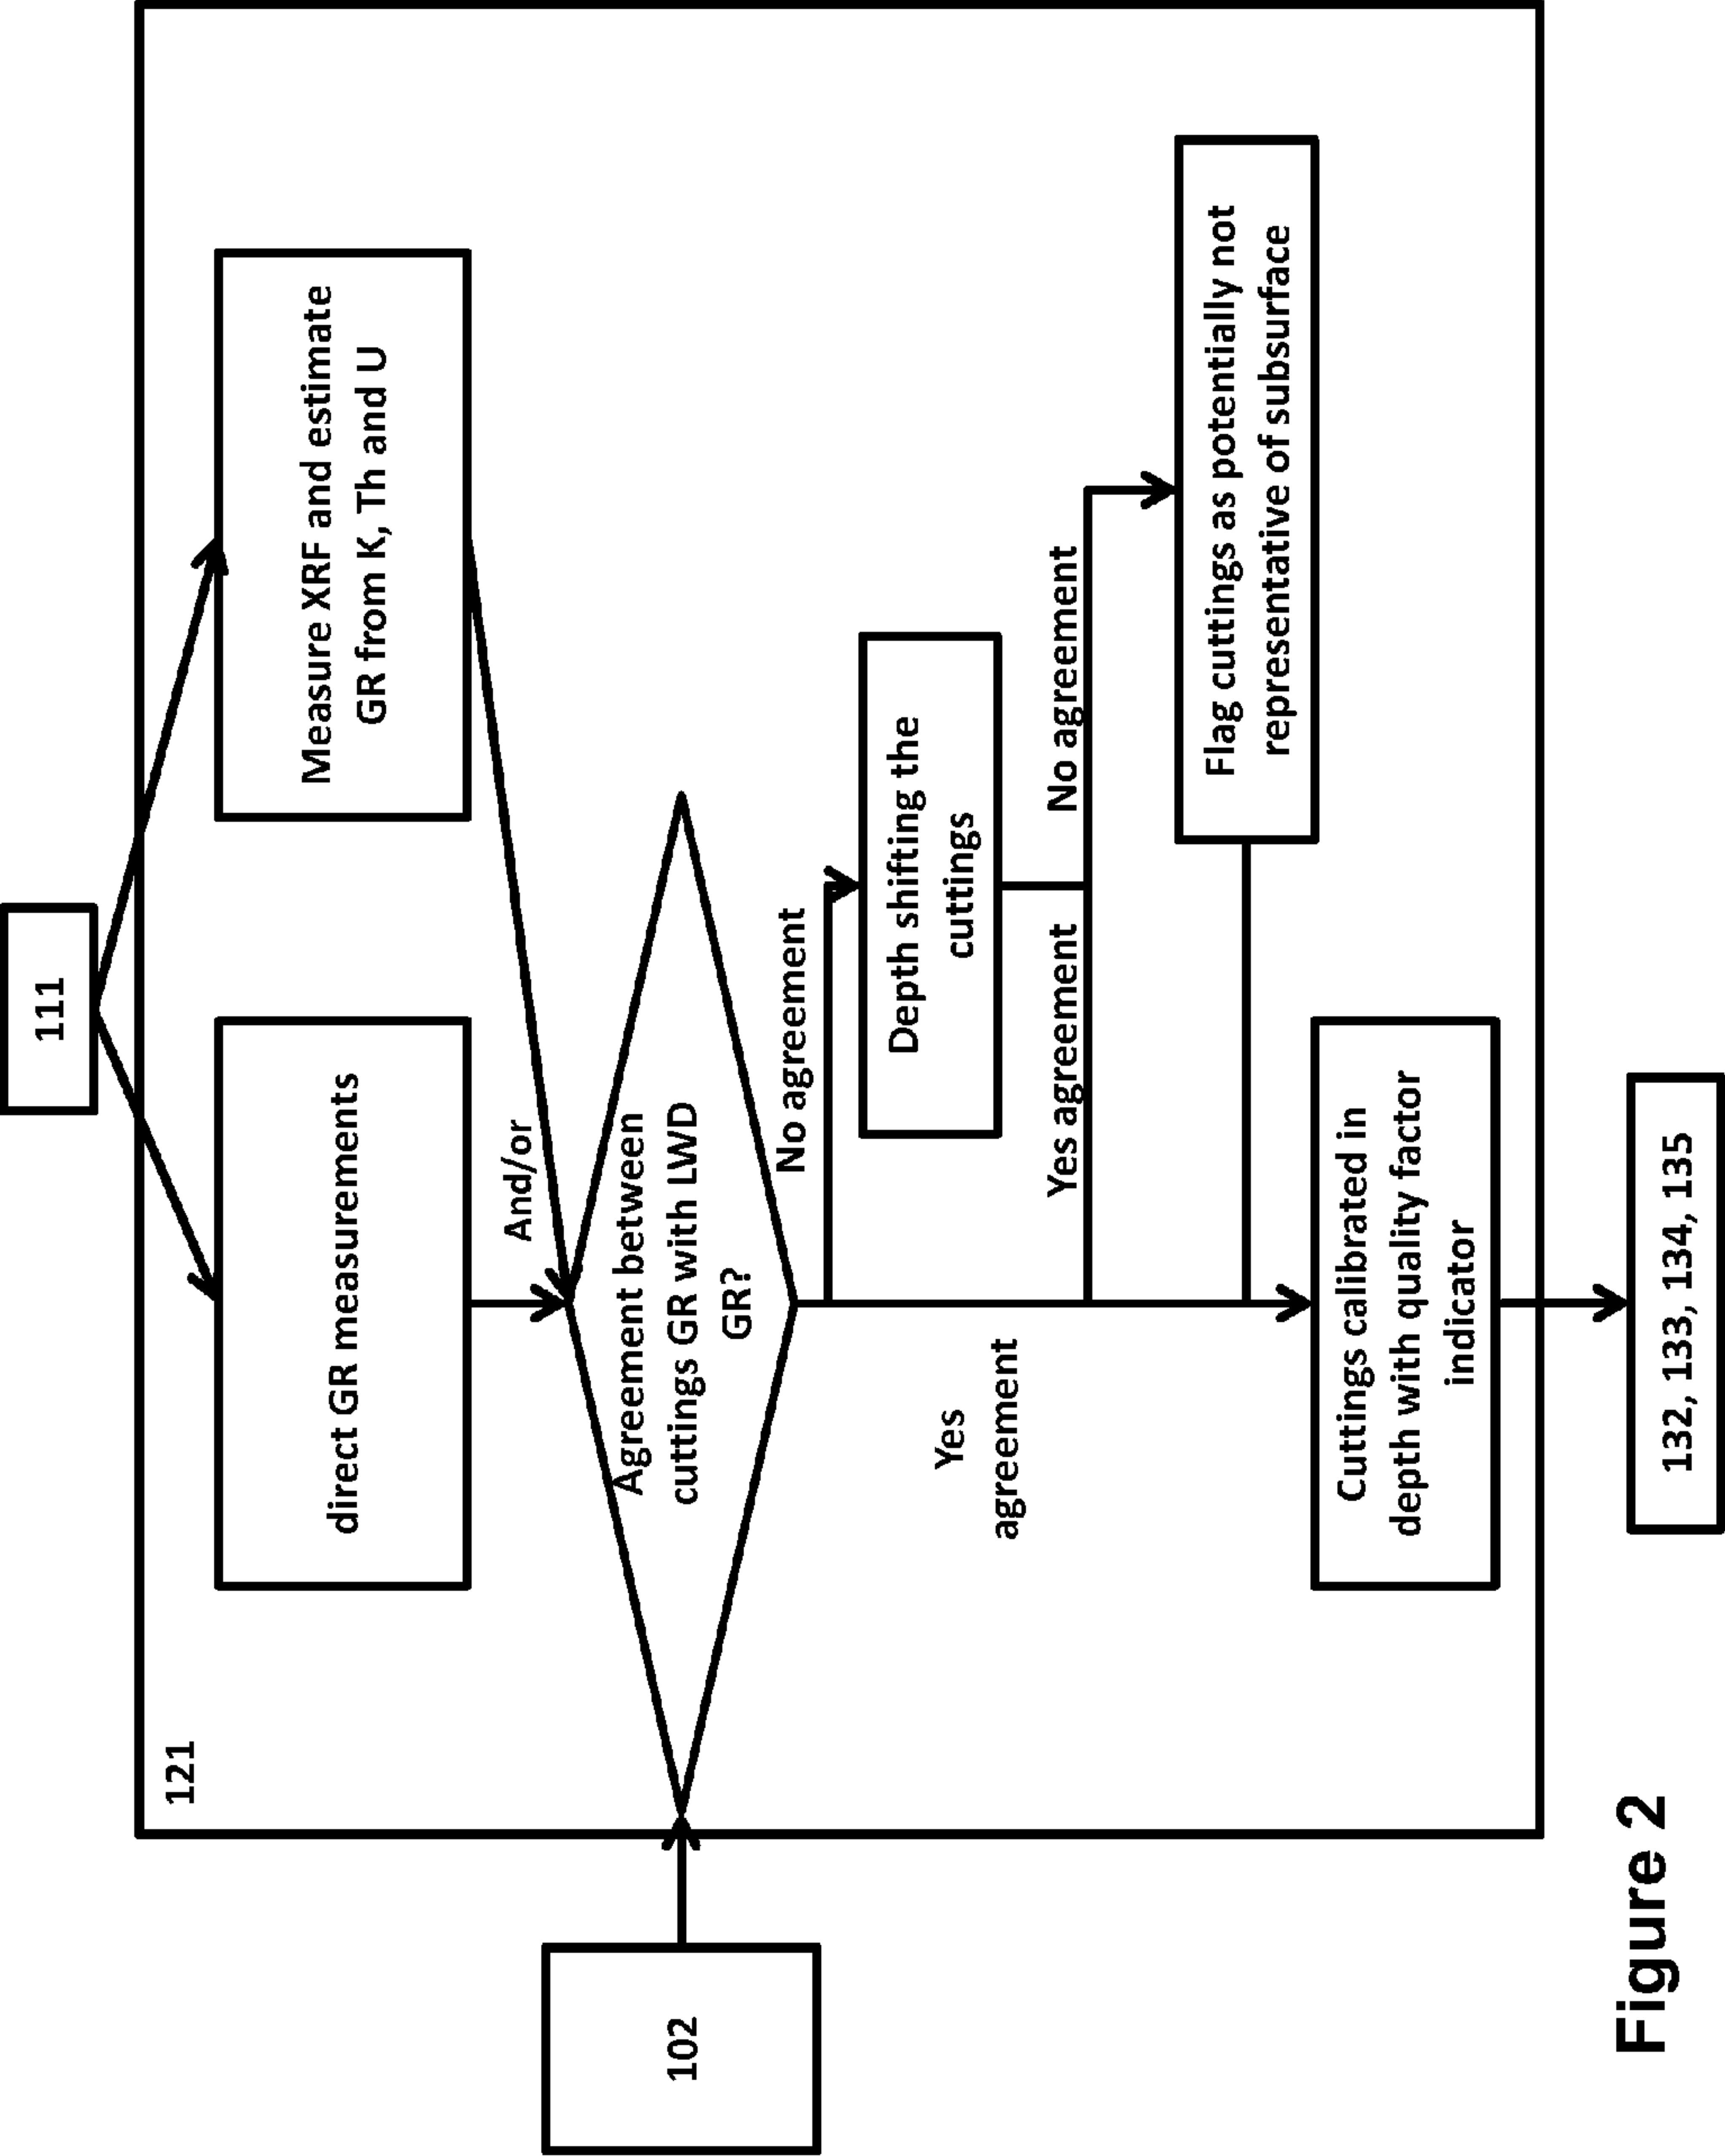 111
121
direct GR measurements
Measure XRF and estimate
GR from K, Th and U
And/or
102
Agreement between
cuttings GR with LWD
GR?
No agreement
Depth shifting the
cuttings
Yes
agreement
Yes agreement
No agreement
Flag cuttings as potentially not
representative of subsurface
Cuttings calibrated in
depth with quality factor
indicator
132, 133, 134, 135
Figure 2